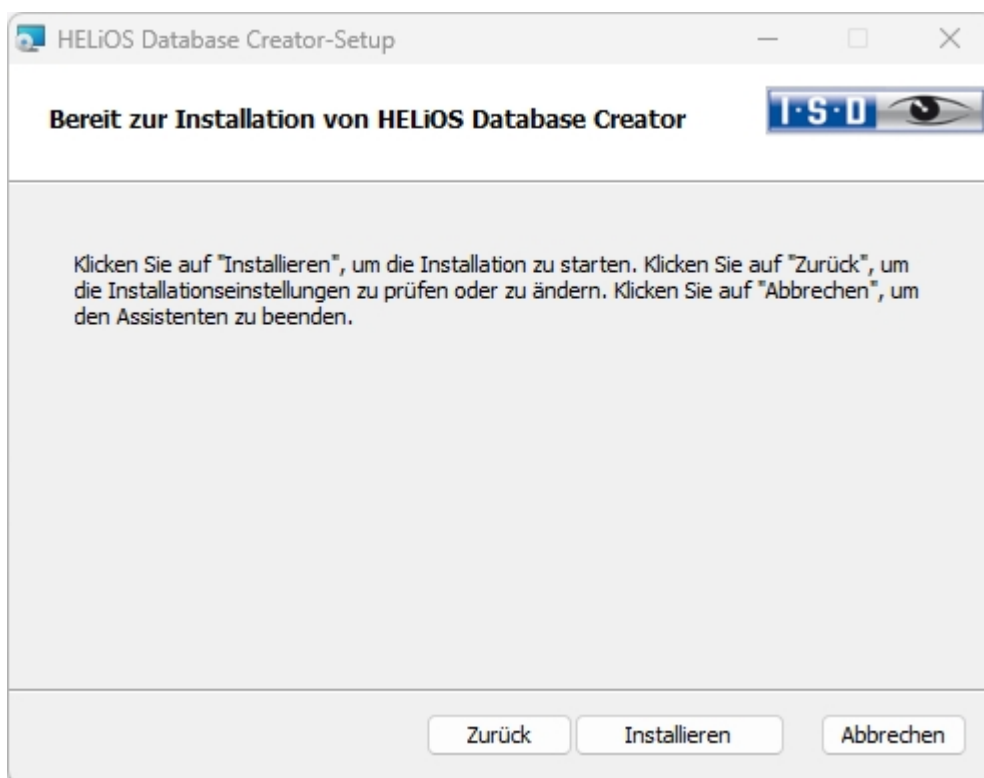 HELiOS Database Creator-Setup
Bereit zur Installation von HELiOS Database Creator
I·S·D
Klicken Sie auf "Installieren", um die Installation zu starten. Klicken Sie auf "Zurück", um
die Installationseinstellungen zu prüfen oder zu ändern. Klicken Sie auf "Abbrechen", um
den Assistenten zu beenden.
Zurück
Installieren
Abbrechen